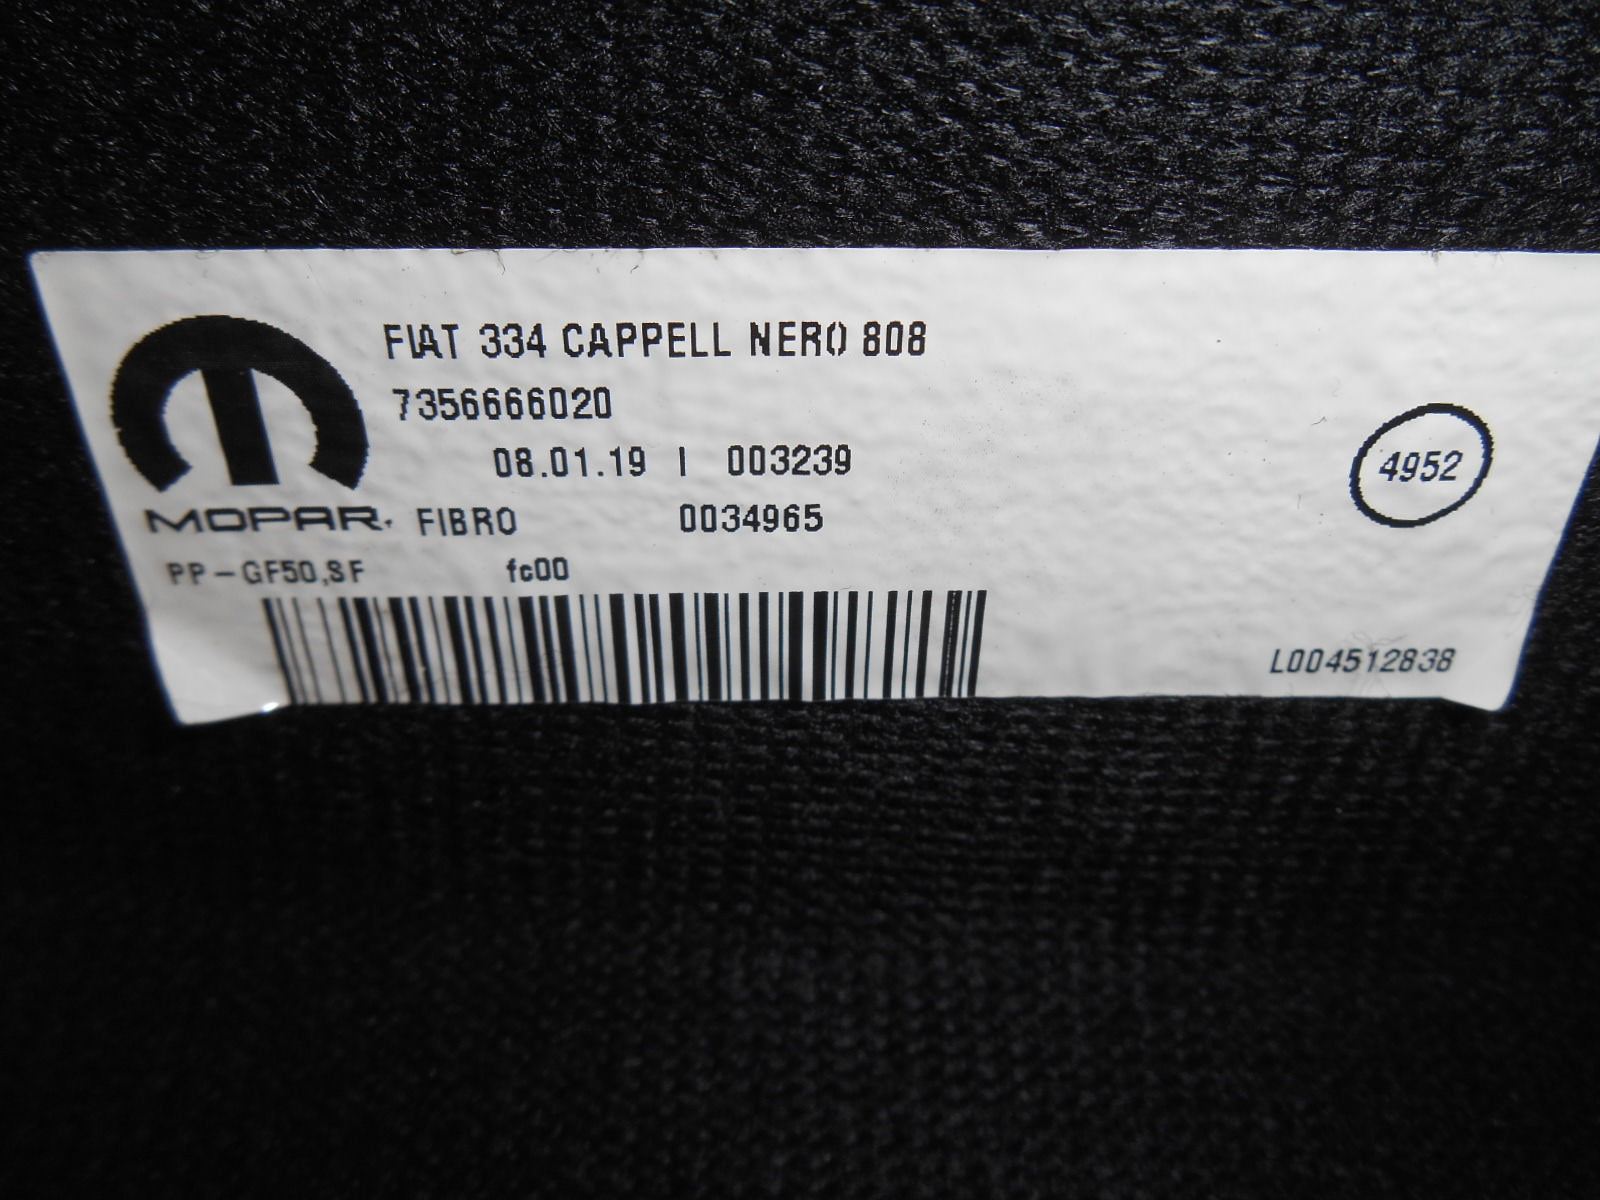 FIAT 334 CAPPELL NERO 808
7356666020
08.01.19 I 003239
MOPAR. FIBRO 0034965
PP-GF50,SF fc00
4952
L004512838